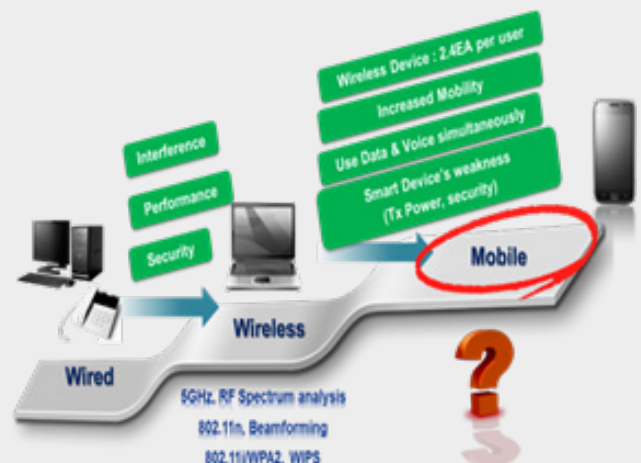 Wireless Device : 2.4EA per user
Increased Mobility
Use Data & Voice simultaneously
Smart Device's weakness
(Tx Power, security)
Interference
Performance
Security
Mobile
Wireless
Wired
5GHz, RF Spectrum analysis
802.11n, Beamforming
802.11i/WPA2, WIPS
?